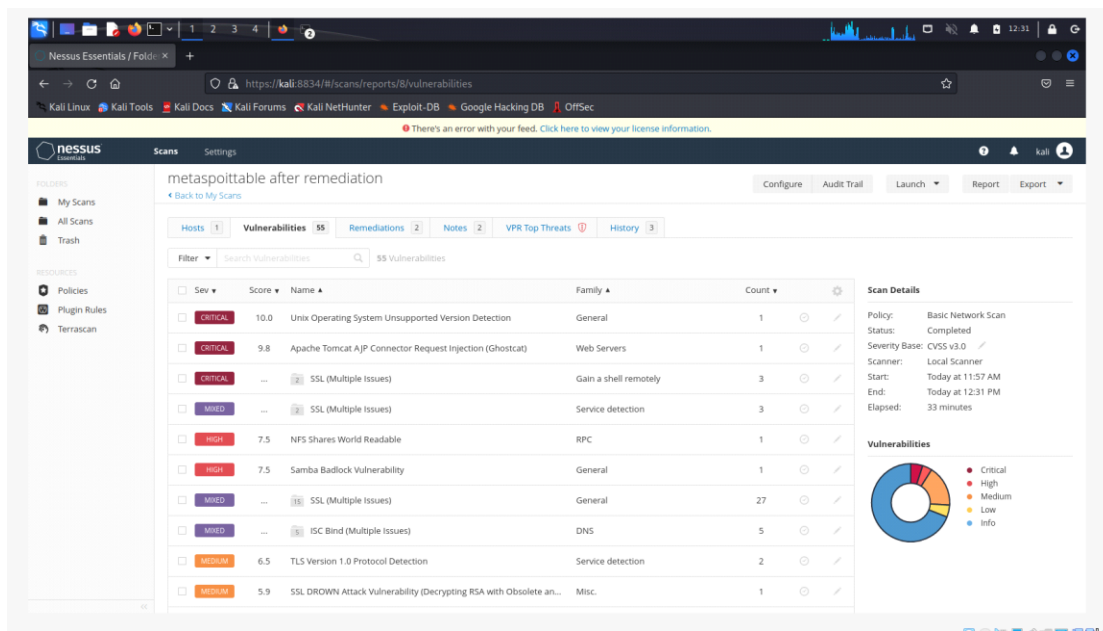 1 2 3 4 2 12:31
Nessus Essentials / Folde
https://kali:8834/#/scans/reports/8/vulnerabilities
Kali Linux Kali Tools Kali Docs Kali Forums Kali NetHunter Exploit-DB Google Hacking DB OffSec
There's an error with your feed. Click here to view your license information.
nessus Essentials Scans Settings kali
FOLDERS
My Scans
All Scans
Trash
RESOURCES
Policies
Plugin Rules
Terrascan
metaspoittable after remediation
Back to My Scans
Configure Audit Trail Launch Report Export
Hosts 1 Vulnerabilities 55 Remediations 2 Notes 2 VPR Top Threats History 3
Filter Search Vulnerabilities 55 Vulnerabilities
Sev Score Name Family Count
CRITICAL 10.0 Unix Operating System Unsupported Version Detection General 1
CRITICAL 9.8 Apache Tomcat AJP Connector Request Injection (Ghostcat) Web Servers 1
CRITICAL ... 2 SSL (Multiple Issues) Gain a shell remotely 3
MIXED ... 2 SSL (Multiple Issues) Service detection 3
HIGH 7.5 NFS Shares World Readable RPC 1
HIGH 7.5 Samba Badlock Vulnerability General 1
MIXED ... 15 SSL (Multiple Issues) General 27
MIXED ... 5 ISC Bind (Multiple Issues) DNS 5
MEDIUM 6.5 TLS Version 1.0 Protocol Detection Service detection 2
MEDIUM 5.9 SSL DROWN Attack Vulnerability (Decrypting RSA with Obsolete an... Misc. 1
Scan Details
Policy: Basic Network Scan
Status: Completed
Severity Base: CVSS v3.0
Scanner: Local Scanner
Start: Today at 11:57 AM
End: Today at 12:31 PM
Elapsed: 33 minutes
Vulnerabilities
Critical
High
Medium
Low
Info